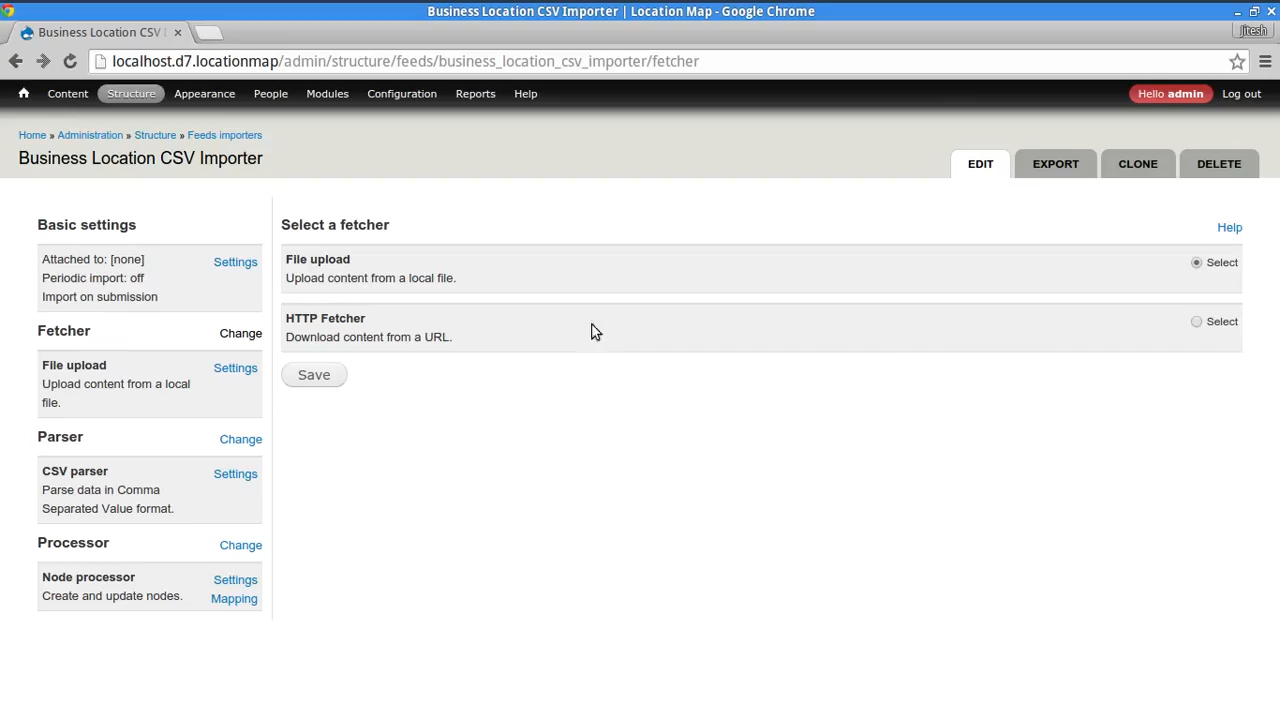 Business Location CSV Importer | Location Map - Google Chrome
Business Location CSV
jitesh
localhost.d7.locationmap/admin/structure/feeds/business_location_csv_importer/fetcher
Content Structure Appearance People Modules Configuration Reports Help
Hello admin Log out
Home » Administration » Structure » Feeds importers
Business Location CSV Importer
EDIT EXPORT CLONE DELETE
Basic settings
Attached to: [none] Settings
Periodic import: off
Import on submission
Fetcher Change
File upload Settings
Upload content from a local
file.
Parser Change
CSV parser Settings
Parse data in Comma
Separated Value format.
Processor Change
Node processor Settings
Create and update nodes. Mapping
Select a fetcher
Help
File upload
Select
Upload content from a local file.
HTTP Fetcher
Select
Download content from a URL.
Save